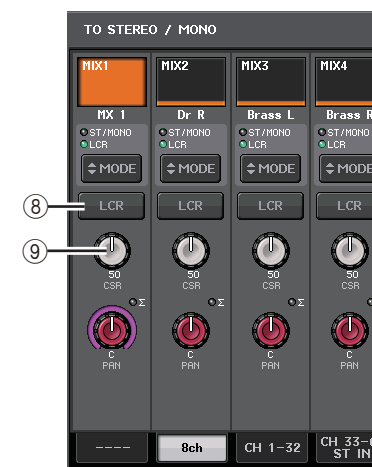 TO STEREO / MONO
MIX1 MIX2 MIX3 MIX4
MX 1 Dr R Brass L Brass R
ST/MONO ST/MONO ST/MONO ST/MONO
LCR LCR LCR LCR
MODE MODE MODE MODE
8 LCR LCR LCR LCR
9
50 50 50 50
CSR CSR CSR CSR
Σ Σ Σ
C C C C
PAN PAN PAN PAN
---- 8ch CH 1-32 CH 33-
ST IN